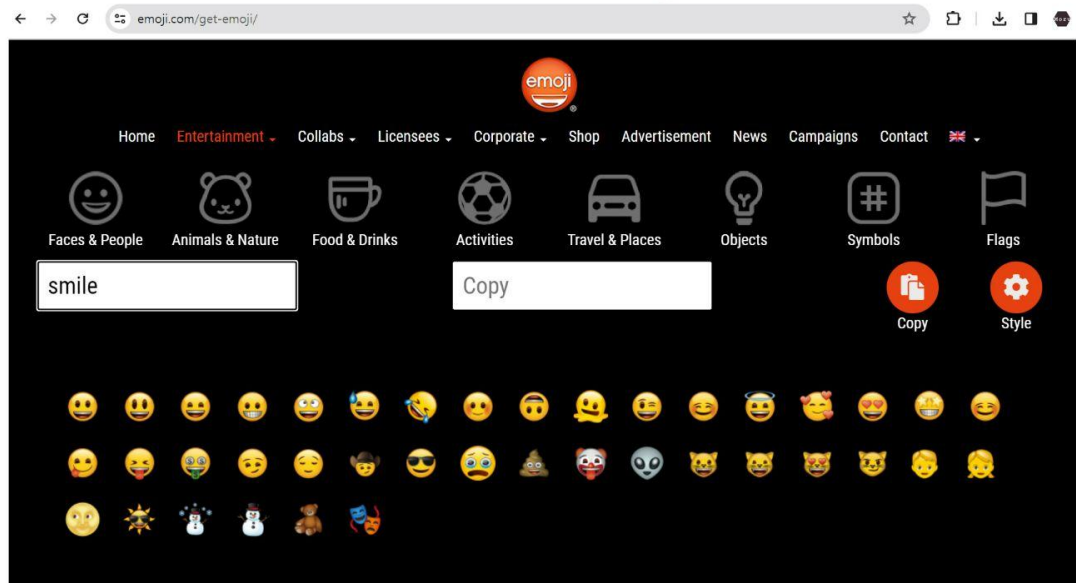 emoji.com/get-emoji/
emoji
®
Home Entertainment Collabs Licensees Corporate Shop Advertisement News Campaigns Contact
#
Faces & People Animals & Nature Food & Drinks Activities Travel & Places Objects Symbols Flags
smile Copy
Copy Style